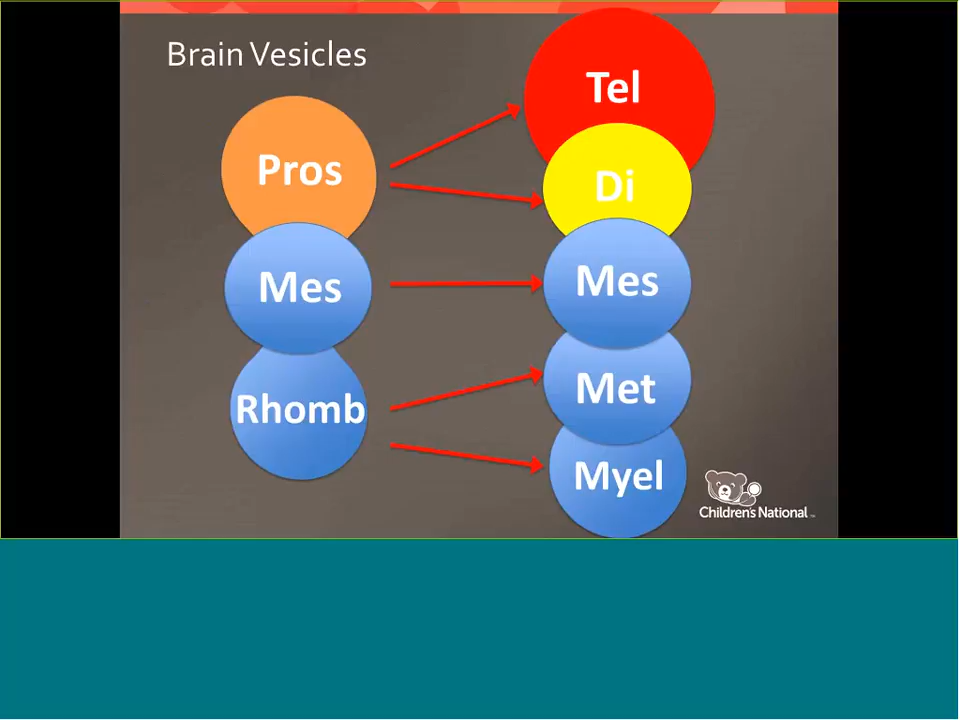 Brain Vesicles
Pros
Mes
Rhomb
Tel
Di
Mes
Met
Myel
Children's National